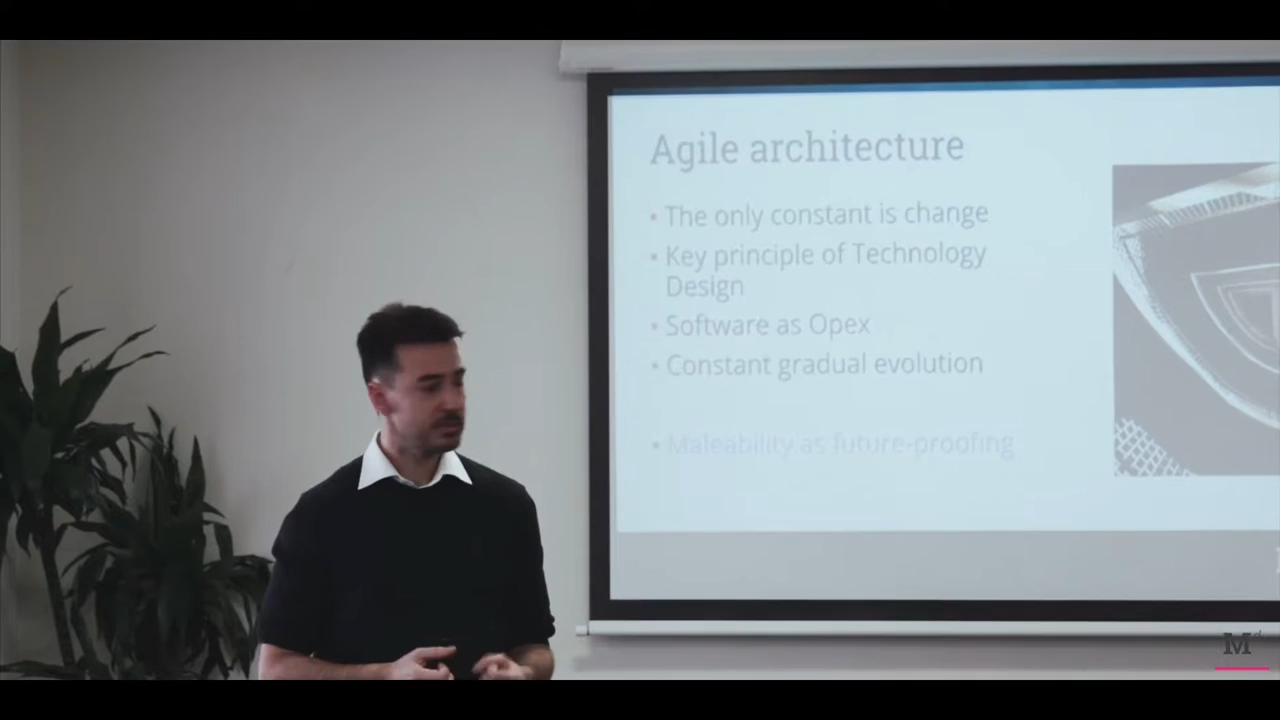 Agile architecture
• The only constant is change
• Key principle of Technology
Design
• Software as Opex
• Constant gradual evolution
• Maleability as future-proofing
M